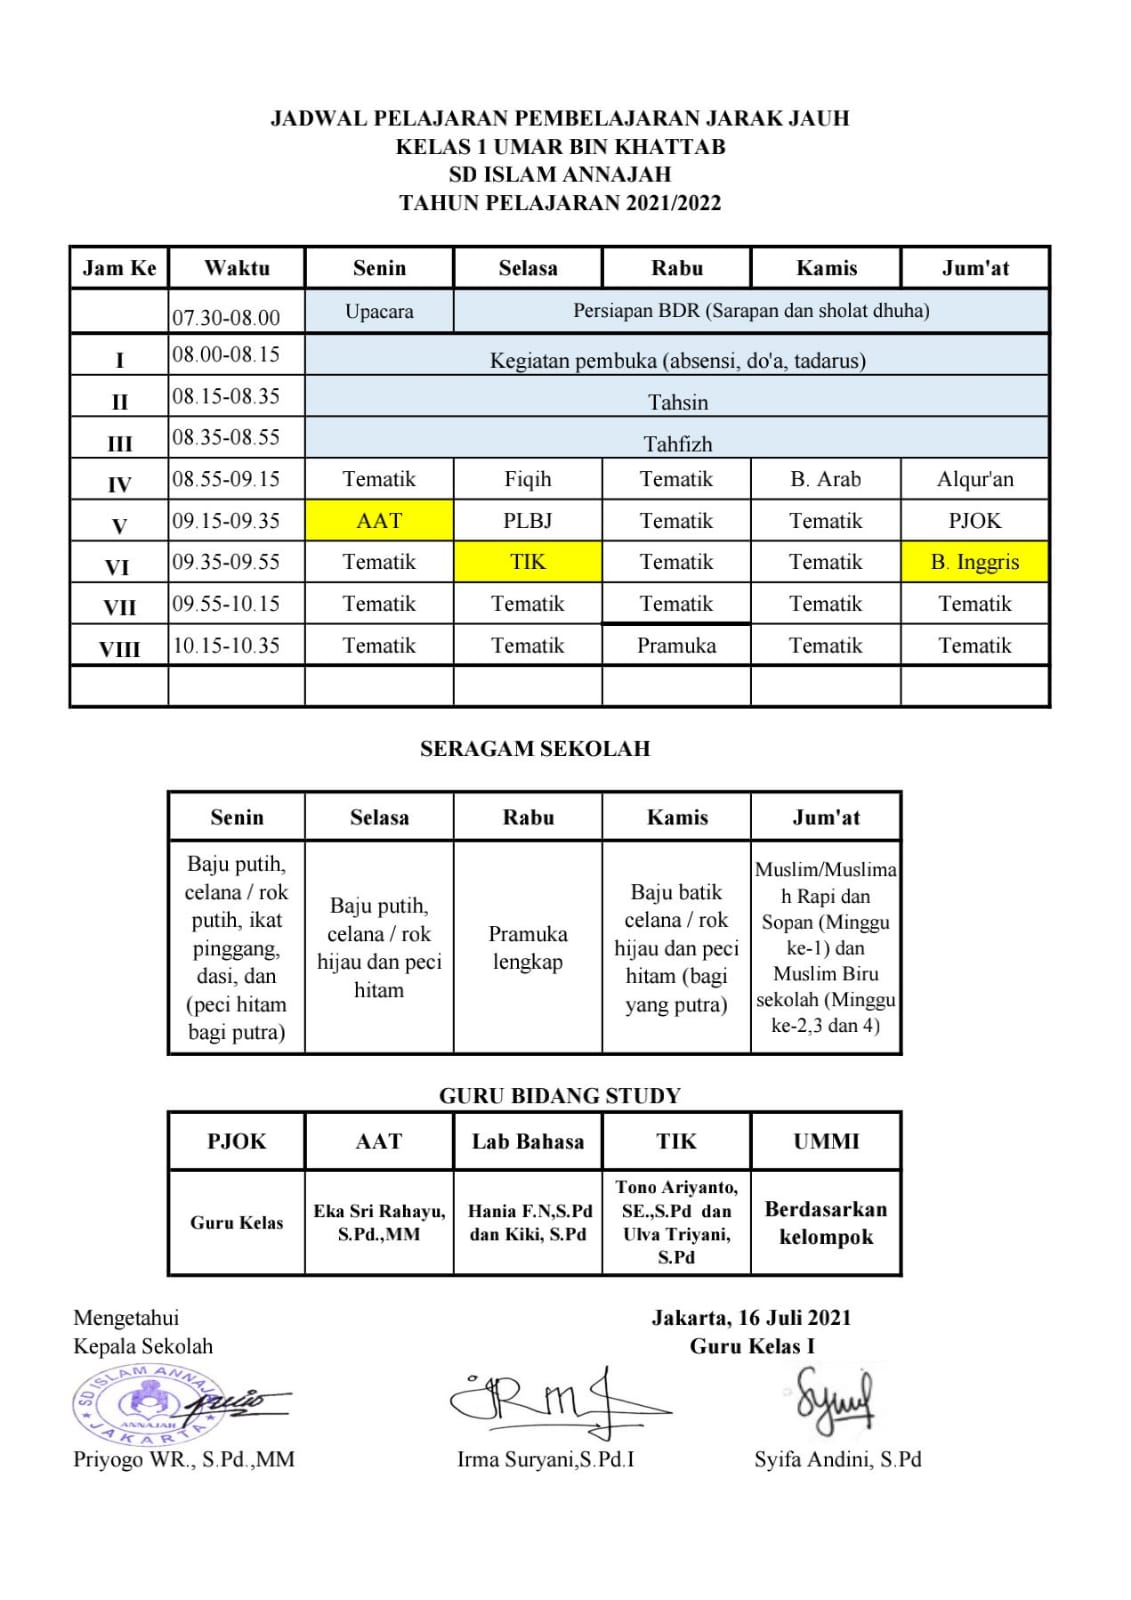 JADWAL PELAJARAN PEMBELAJARAN JARAK JAUH
KELAS 1 UMAR BIN KHATTAB
SD ISLAM ANNAJAH
TAHUN PELAJARAN 2021/2022
Jam Ke Waktu Senin Selasa Rabu Kamis Jum'at
07.30-08.00 Upacara Persiapan BDR (Sarapan dan sholat dhuha)
I 08.00-08.15 Kegiatan pembuka (absensi, do'a, tadarus)
II 08.15-08.35 Tahsin
III 08.35-08.55 Tahfizh
IV 08.55-09.15 Tematik Fiqih Tematik B. Arab Alqur'an
V 09.15-09.35 AAT PLBJ Tematik Tematik PJOK
VI 09.35-09.55 Tematik TIK Tematik Tematik B. Inggris
VII 09.55-10.15 Tematik Tematik Tematik Tematik Tematik
VIII 10.15-10.35 Tematik Tematik Pramuka Tematik Tematik
SERAGAM SEKOLAH
Senin Selasa Rabu Kamis Jum'at
Baju putih,
celana / rok
putih, ikat
pinggang,
dasi, dan
(peci hitam
bagi putra)
Baju putih,
celana / rok
hijau dan peci
hitam
Pramuka
lengkap
Baju batik
celana / rok
hijau dan peci
hitam (bagi
yang putra)
Muslim/Muslima
h Rapi dan
Sopan (Minggu
ke-1) dan
Muslim Biru
sekolah (Minggu
ke-2,3 dan 4)
GURU BIDANG STUDY
PJOK AAT Lab Bahasa TIK UMMI
Guru Kelas
Eka Sri Rahayu,
S.Pd.,MM
Hania F.N,S.Pd
dan Kiki, S.Pd
Tono Ariyanto,
SE.,S.Pd dan
Ulva Triyani,
S.Pd
Berdasarkan
kelompok
Mengetahui
Kepala Sekolah
Jakarta, 16 Juli 2021
Guru Kelas I
SD ISLAM ANNAJAH
ANNAJAH
JAKARTA
Priyogo WR., S.Pd.,MM
Irma Suryani,S.Pd.I
Syifa Andini, S.Pd